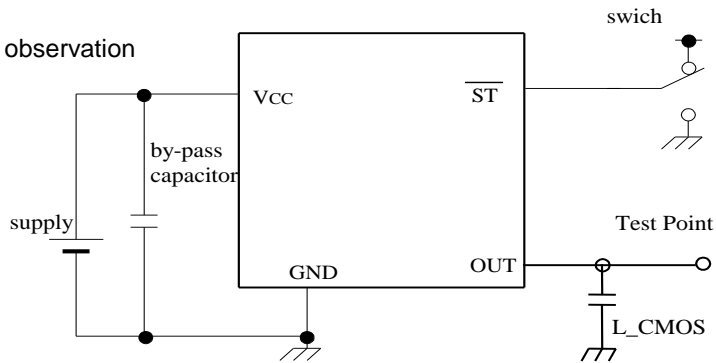 swich
observation
VCC
ST
by-pass
capacitor
supply
Test Point
GND
OUT
L_CMOS